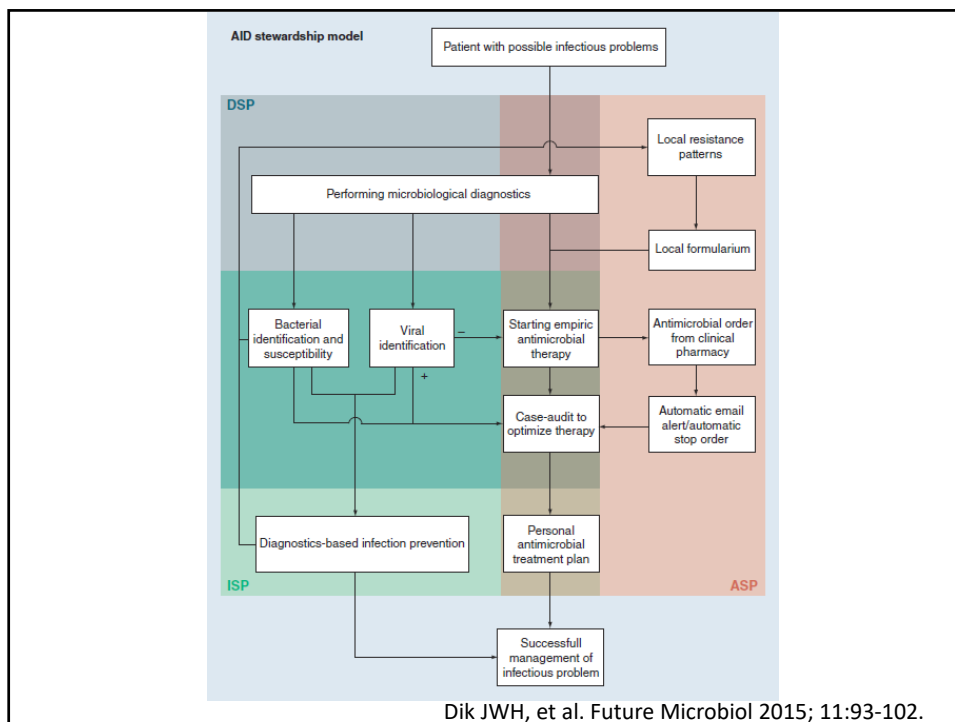 AID stewardship model
Patient with possible infectious problems
DSP
Local resistance
patterns
Performing microbiological diagnostics
Local formularium
Bacterial
identification and
susceptibility
Viral
identification
–
+
Starting empiric
antimicrobial
therapy
Antimicrobial order
from clinical
pharmacy
Case-audit to
optimize therapy
Automatic email
alert/automatic
stop order
Diagnostics-based infection prevention
Personal
antimicrobial
treatment plan
ISP
ASP
Successfull
management of
infectious problem
Dik JWH, et al. Future Microbiol 2015; 11:93-102.